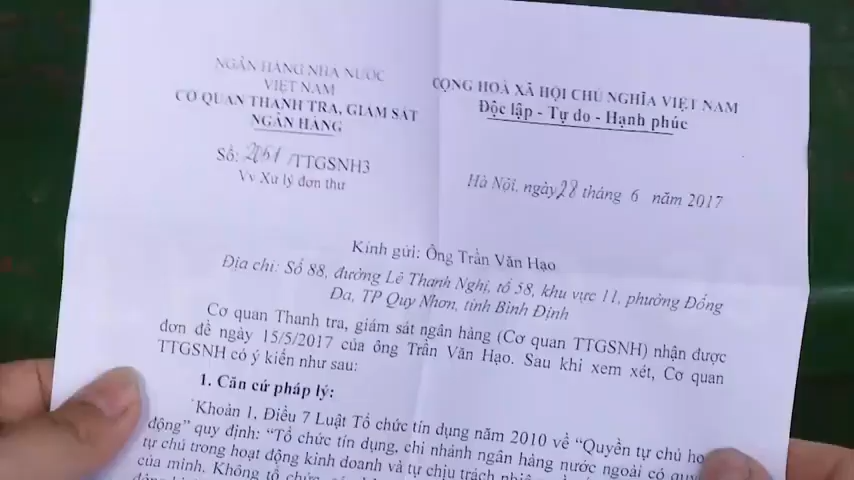 NGÂN HÀNG NHÀ NƯỚC
VIỆT NAM
CƠ QUAN THANH TRA, GIÁM SÁT
NGÂN HÀNG
Số: 2051/TTGSNH3
Vv Xử lý đơn thư
CỘNG HOÀ XÃ HỘI CHỦ NGHĨA VIỆT NAM
Độc lập - Tự do - Hạnh phúc
Hà Nội, ngày 28 tháng 6 năm 2017
Kính gửi: Ông Trần Văn Hạo
Địa chỉ: Số 88, đường Lê Thanh Nghị, tổ 58, khu vực 11, phường Đống
Đa, TP Quy Nhơn, tỉnh Bình Định
Cơ quan Thanh tra, giám sát ngân hàng (Cơ quan TTGSNH) nhận được
đơn đề ngày 15/5/2017 của ông Trần Văn Hạo. Sau khi xem xét, Cơ quan
TTGSNH có ý kiến như sau:
1. Căn cứ pháp lý:
Khoản 1, Điều 7 Luật Tổ chức tín dụng năm 2010 về "Quyền tự chủ
động" quy định: "Tổ chức tín dụng, chi nhánh ngân hàng nước ngoài có
tự chủ trong hoạt động kinh doanh và tự chịu
của mình. Không tổ